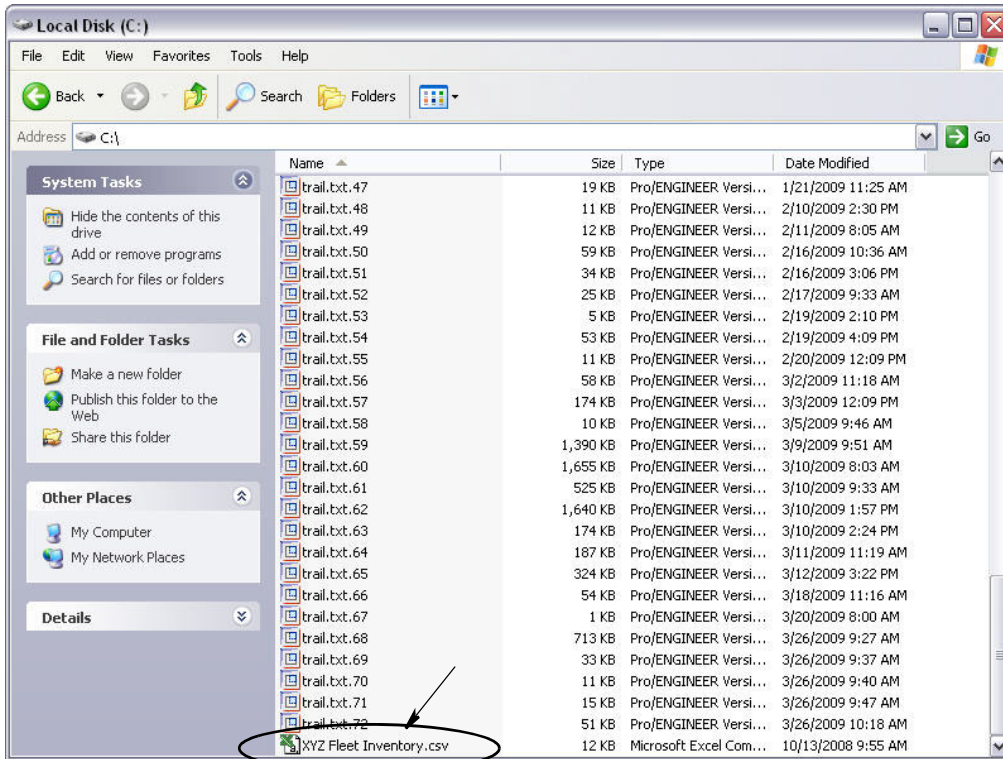 Local Disk (C:)
File Edit View Favorites Tools Help
Back Search Folders
Address C:\ Go
System Tasks
Hide the contents of this
drive
Add or remove programs
Search for files or folders
File and Folder Tasks
Make a new folder
Publish this folder to the
Web
Share this folder
Other Places
My Computer
My Network Places
Details
Name Size Type Date Modified
trail.txt.47 19 KB Pro/ENGINEER Versi... 1/21/2009 11:25 AM
trail.txt.48 11 KB Pro/ENGINEER Versi... 2/10/2009 2:30 PM
trail.txt.49 12 KB Pro/ENGINEER Versi... 2/11/2009 8:05 AM
trail.txt.50 59 KB Pro/ENGINEER Versi... 2/16/2009 10:36 AM
trail.txt.51 34 KB Pro/ENGINEER Versi... 2/16/2009 3:06 PM
trail.txt.52 25 KB Pro/ENGINEER Versi... 2/17/2009 9:33 AM
trail.txt.53 5 KB Pro/ENGINEER Versi... 2/19/2009 2:10 PM
trail.txt.54 53 KB Pro/ENGINEER Versi... 2/19/2009 4:09 PM
trail.txt.55 11 KB Pro/ENGINEER Versi... 2/20/2009 12:09 PM
trail.txt.56 58 KB Pro/ENGINEER Versi... 3/2/2009 11:18 AM
trail.txt.57 174 KB Pro/ENGINEER Versi... 3/3/2009 12:09 PM
trail.txt.58 10 KB Pro/ENGINEER Versi... 3/5/2009 9:46 AM
trail.txt.59 1,390 KB Pro/ENGINEER Versi... 3/9/2009 9:51 AM
trail.txt.60 1,655 KB Pro/ENGINEER Versi... 3/10/2009 8:03 AM
trail.txt.61 525 KB Pro/ENGINEER Versi... 3/10/2009 9:33 AM
trail.txt.62 1,640 KB Pro/ENGINEER Versi... 3/10/2009 1:57 PM
trail.txt.63 174 KB Pro/ENGINEER Versi... 3/10/2009 2:24 PM
trail.txt.64 187 KB Pro/ENGINEER Versi... 3/11/2009 11:19 AM
trail.txt.65 324 KB Pro/ENGINEER Versi... 3/12/2009 3:22 PM
trail.txt.66 54 KB Pro/ENGINEER Versi... 3/18/2009 11:16 AM
trail.txt.67 1 KB Pro/ENGINEER Versi... 3/20/2009 8:00 AM
trail.txt.68 713 KB Pro/ENGINEER Versi... 3/26/2009 9:27 AM
trail.txt.69 33 KB Pro/ENGINEER Versi... 3/26/2009 9:37 AM
trail.txt.70 11 KB Pro/ENGINEER Versi... 3/26/2009 9:40 AM
trail.txt.71 15 KB Pro/ENGINEER Versi... 3/26/2009 9:47 AM
trail.txt.72 51 KB Pro/ENGINEER Versi... 3/26/2009 10:18 AM
XYZ Fleet Inventory.csv 12 KB Microsoft Excel Com... 10/13/2008 9:55 AM